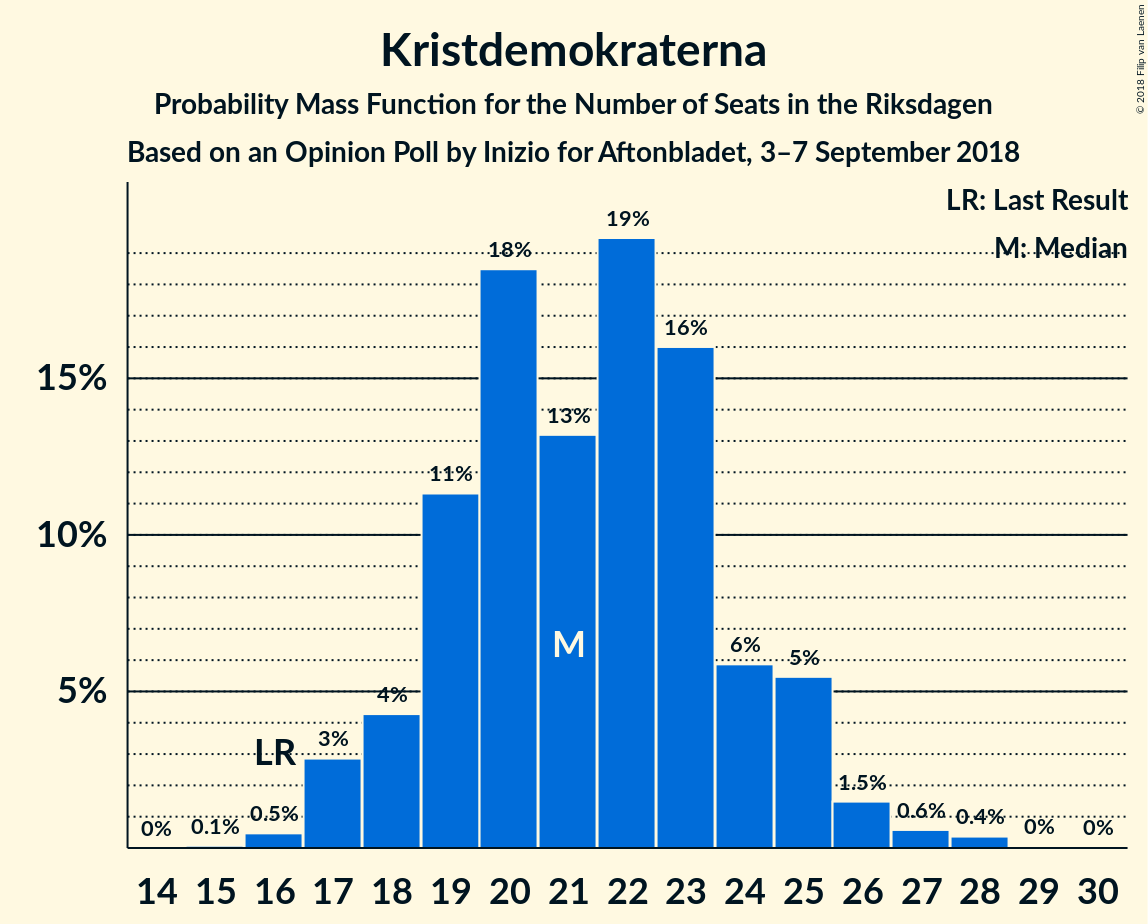 Kristdemokraterna
Probability Mass Function for the Number of Seats in the Riksdagen
Based on an Opinion Poll by Inizio for Aftonbladet, 3–7 September 2018
© 2018 Filip van Laenen
LR: Last Result
M: Median
15%
10%
5%
0%
0.1%
0.5%
3%
4%
11%
18%
13%
19%
16%
6%
5%
1.5%
0.6%
0.4%
0%
0%
LR
M
14 15 16 17 18 19 20 21 22 23 24 25 26 27 28 29 30